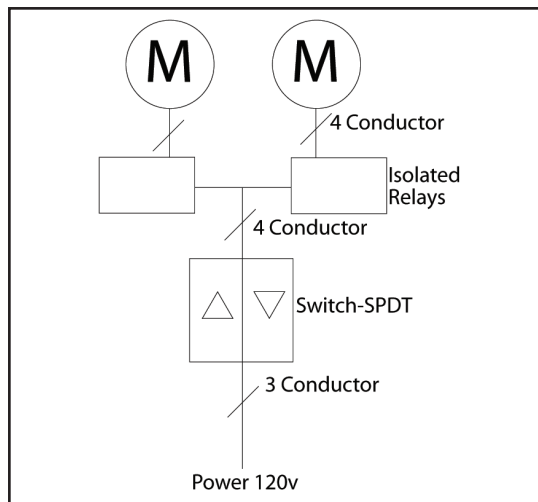 M
M
4 Conductor
Isolated
Relays
4 Conductor
Switch-SPDT
3 Conductor
Power 120v